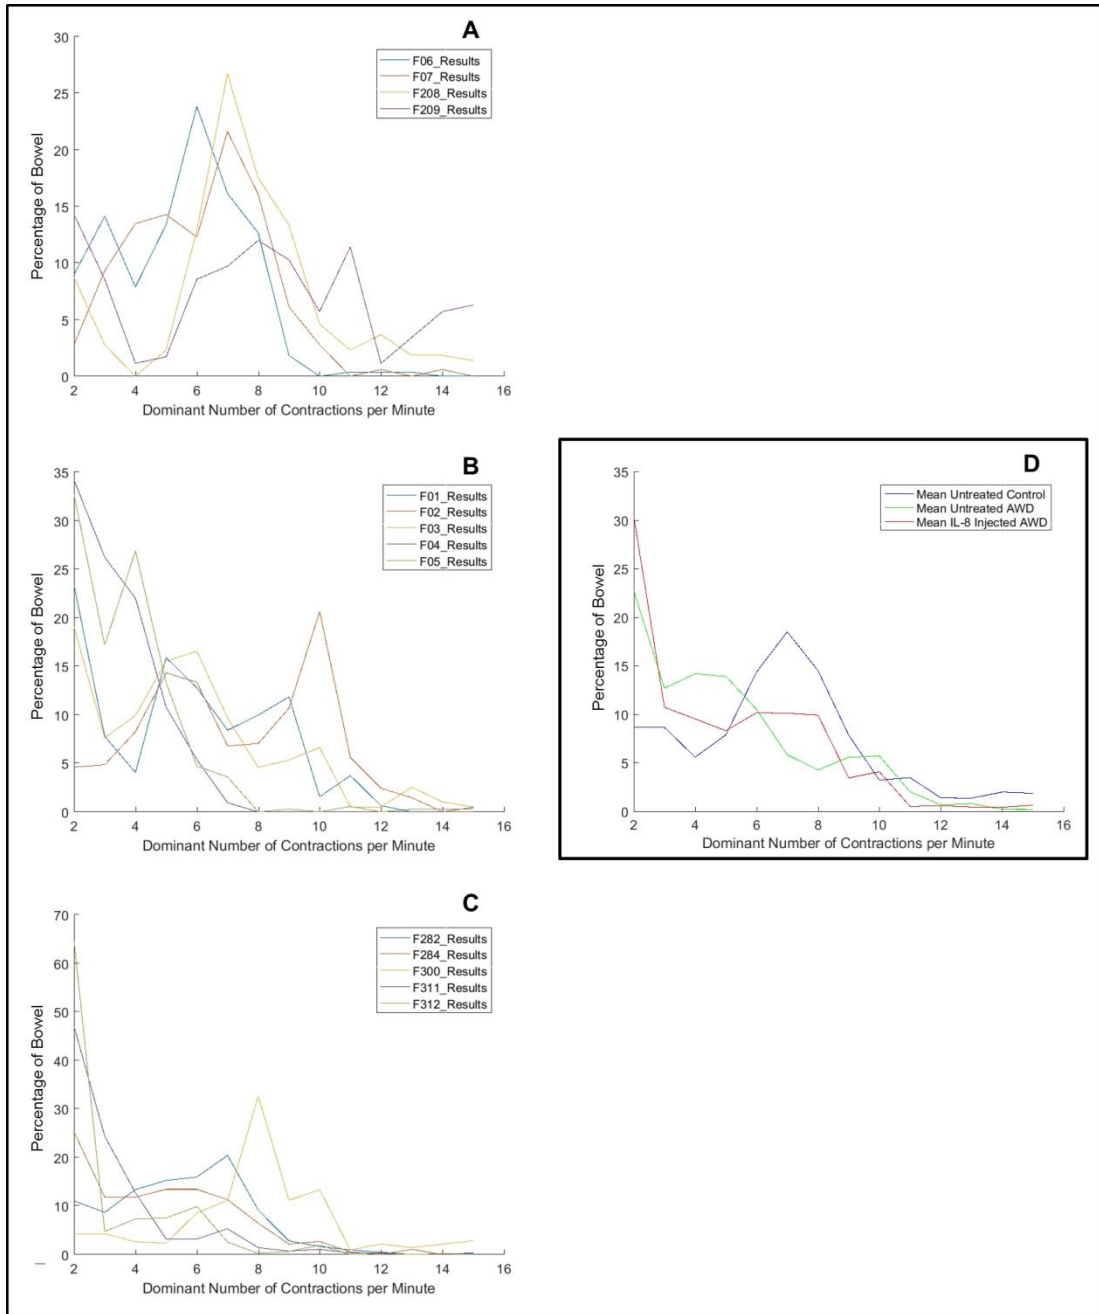 A
30
25
20
15
10
5
0
2 4 6 8 10 12 14 16
Percentage of Bowel
Dominant Number of Contractions per Minute
F06_Results
F07_Results
F208_Results
F209_Results
B
35
30
25
20
15
10
5
0
2 4 6 8 10 12 14 16
Percentage of Bowel
Dominant Number of Contractions per Minute
F01_Results
F02_Results
F03_Results
F04_Results
F05_Results
D
35
30
25
20
15
10
5
0
2 4 6 8 10 12 14 16
Percentage of Bowel
Dominant Number of Contractions per Minute
Mean Untreated Control
Mean Untreated AWD
Mean IL-8 Injected AWD
C
70
60
50
40
30
20
10
0
2 4 6 8 10 12 14 16
Percentage of Bowel
Dominant Number of Contractions per Minute
F282_Results
F284_Results
F300_Results
F311_Results
F312_Results